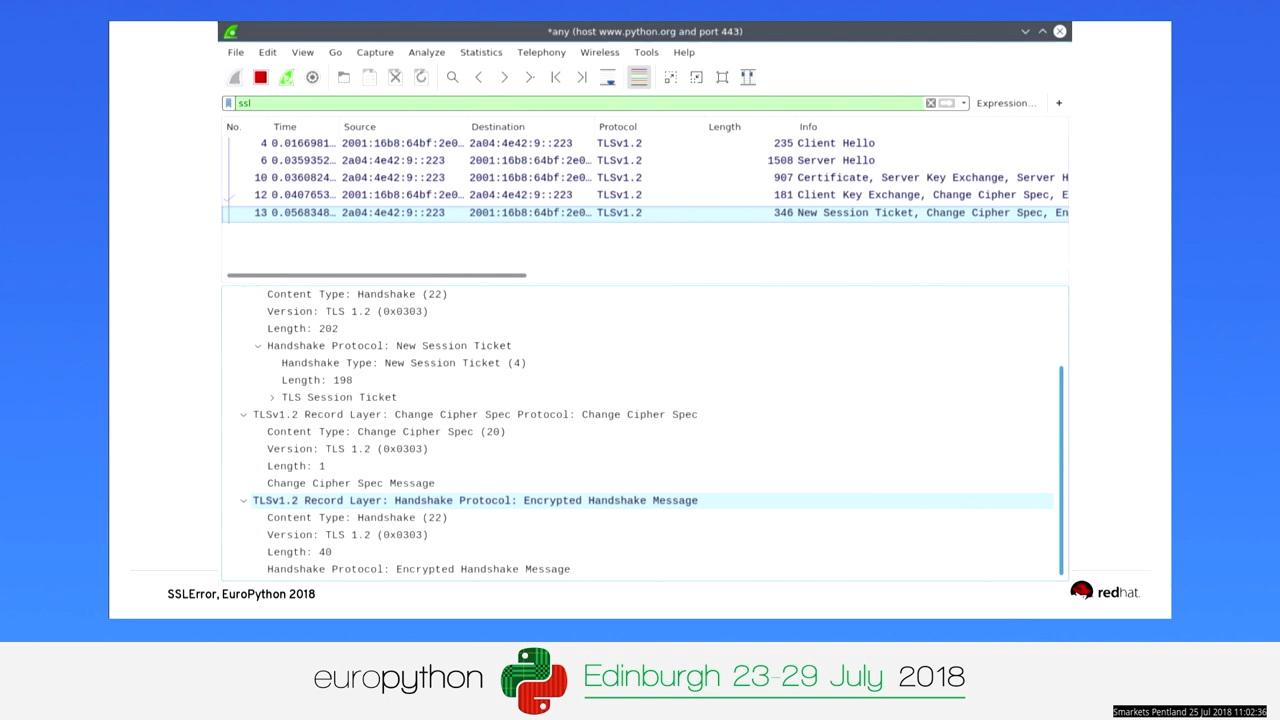 *any (host www.python.org and port 443)
File Edit View Go Capture Analyze Statistics Telephony Wireless Tools Help
ssl
Expression... +
No. Time Source Destination Protocol Length Info
4 0.0166981... 2001:16b8:64bf:2e0... 2a04:4e42:9::223 TLSv1.2 235 Client Hello
6 0.0359352... 2a04:4e42:9::223 2001:16b8:64bf:2e0... TLSv1.2 1508 Server Hello
10 0.0360824... 2a04:4e42:9::223 2001:16b8:64bf:2e0... TLSv1.2 907 Certificate, Server Key Exchange, Server H
12 0.0407653... 2001:16b8:64bf:2e0... 2a04:4e42:9::223 TLSv1.2 181 Client Key Exchange, Change Cipher Spec, E
13 0.0568348... 2a04:4e42:9::223 2001:16b8:64bf:2e0... TLSv1.2 346 New Session Ticket, Change Cipher Spec, En
Content Type: Handshake (22)
Version: TLS 1.2 (0x0303)
Length: 202
Handshake Protocol: New Session Ticket
Handshake Type: New Session Ticket (4)
Length: 198
TLS Session Ticket
TLSv1.2 Record Layer: Change Cipher Spec Protocol: Change Cipher Spec
Content Type: Change Cipher Spec (20)
Version: TLS 1.2 (0x0303)
Length: 1
Change Cipher Spec Message
TLSv1.2 Record Layer: Handshake Protocol: Encrypted Handshake Message
Content Type: Handshake (22)
Version: TLS 1.2 (0x0303)
Length: 40
Handshake Protocol: Encrypted Handshake Message
SSLError, EuroPython 2018
redhat.
europython Edinburgh 23-29 July 2018
Smarkets Pentland 25 Jul 2018 11:02:36